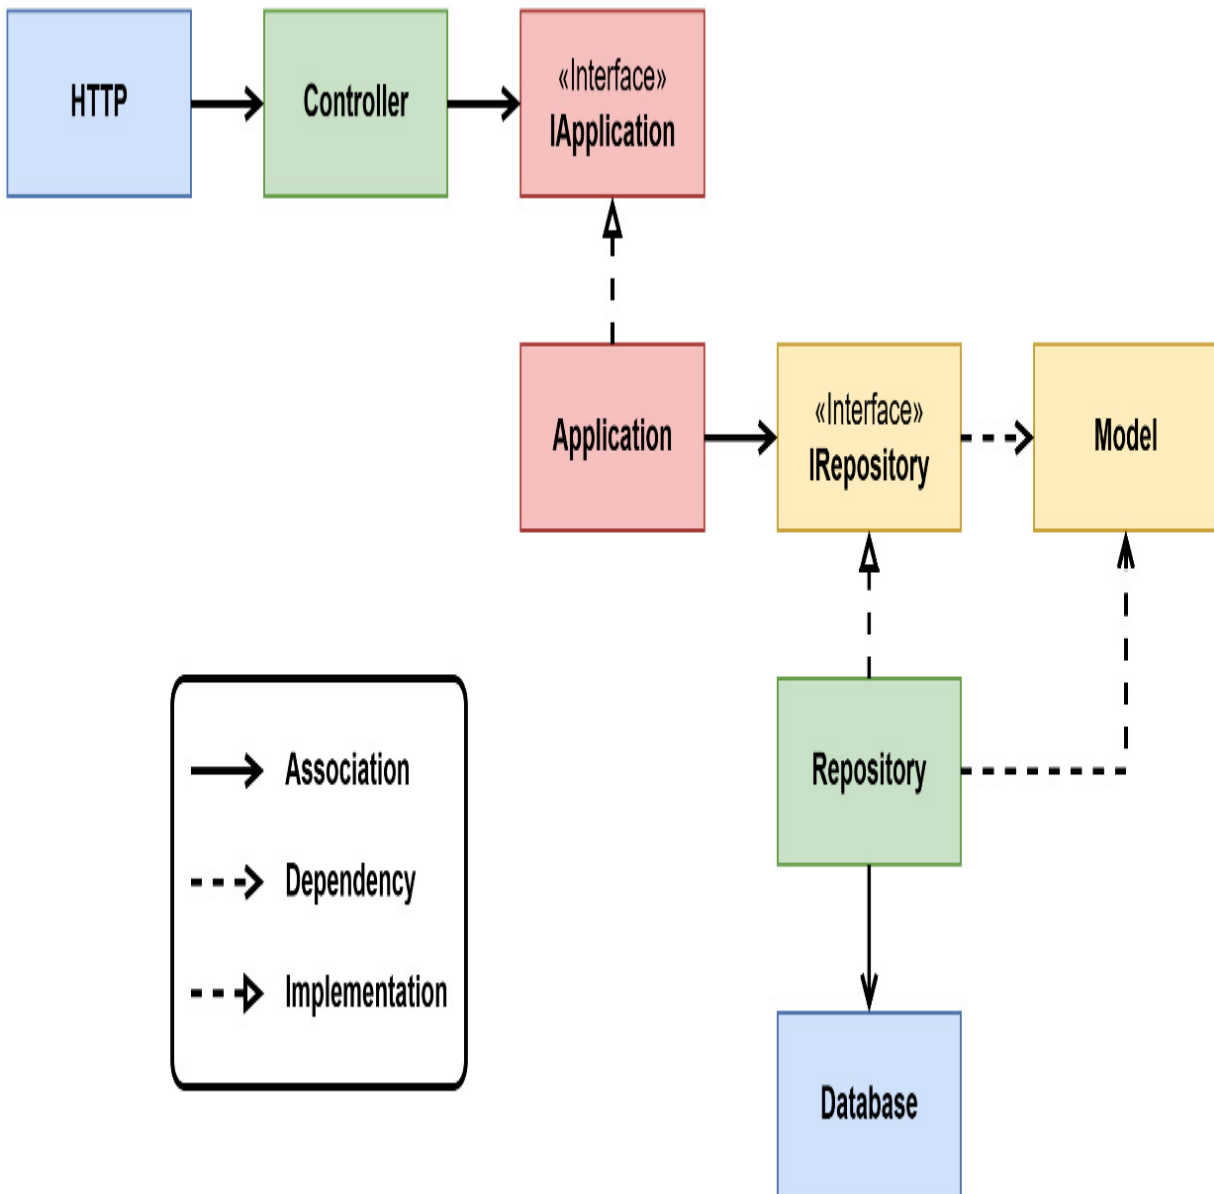 HTTP
Controller
«Interface»
IApplication
Application
«Interface»
IRepository
Model
Repository
Database
Association
Dependency
Implementation